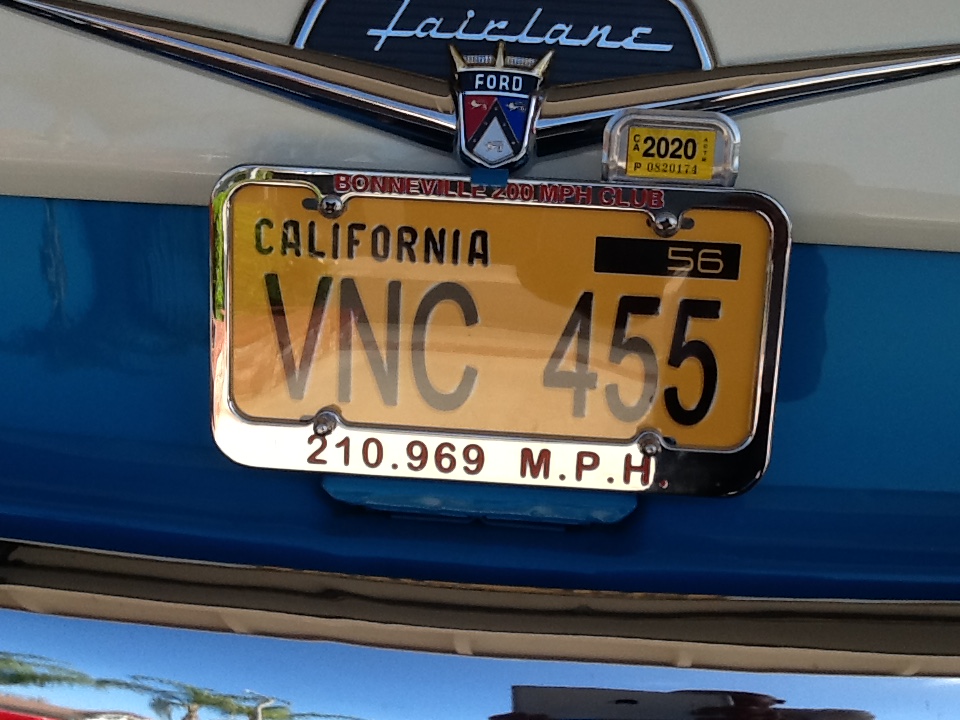 fairlane
FORD
CA 2020
P 0820174
BONNEVILLE 200 MPH CLUB
CALIFORNIA 56
VNC 455
210.969 M.P.H.